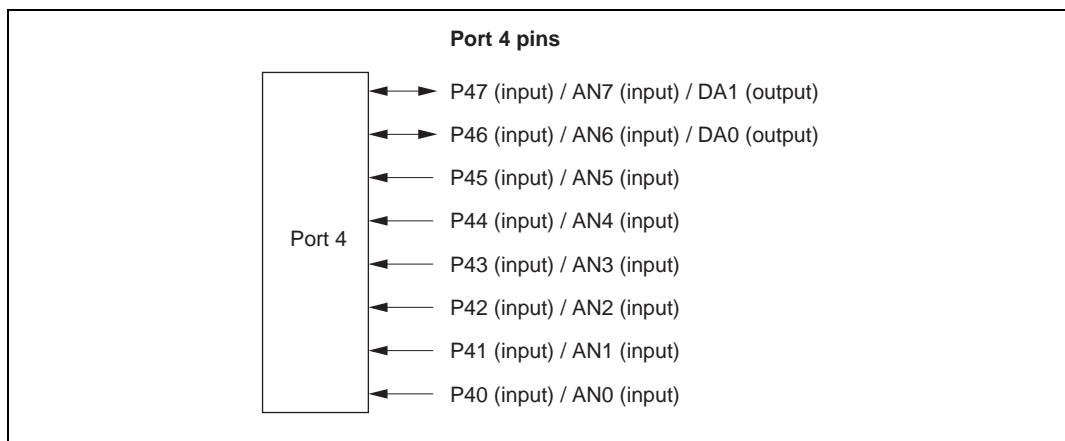 Port 4 pins
P47 (input) / AN7 (input) / DA1 (output)
P46 (input) / AN6 (input) / DA0 (output)
P45 (input) / AN5 (input)
P44 (input) / AN4 (input)
Port 4
P43 (input) / AN3 (input)
P42 (input) / AN2 (input)
P41 (input) / AN1 (input)
P40 (input) / AN0 (input)